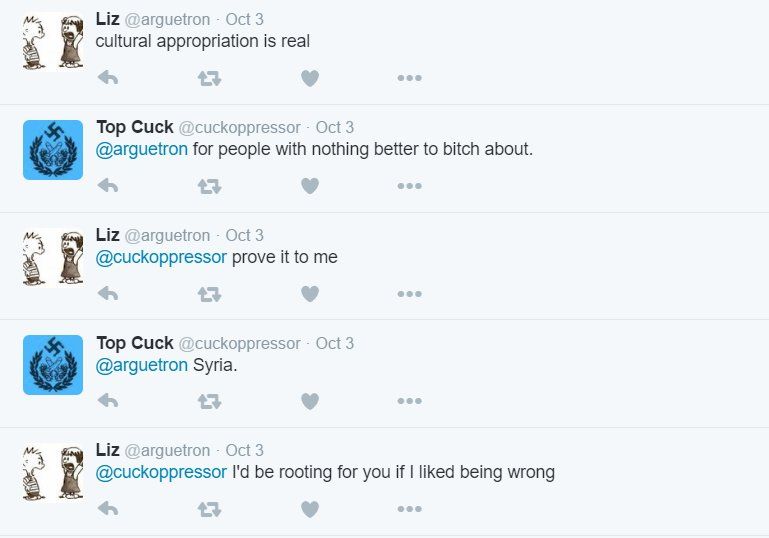 Liz @arguetron · Oct 3
cultural appropriation is real
Top Cuck @cuckoppressor · Oct 3
@arguetron for people with nothing better to bitch about.
Liz @arguetron · Oct 3
@cuckoppressor prove it to me
Top Cuck @cuckoppressor · Oct 3
@arguetron Syria.
Liz @arguetron · Oct 3
@cuckoppressor I'd be rooting for you if I liked being wrong